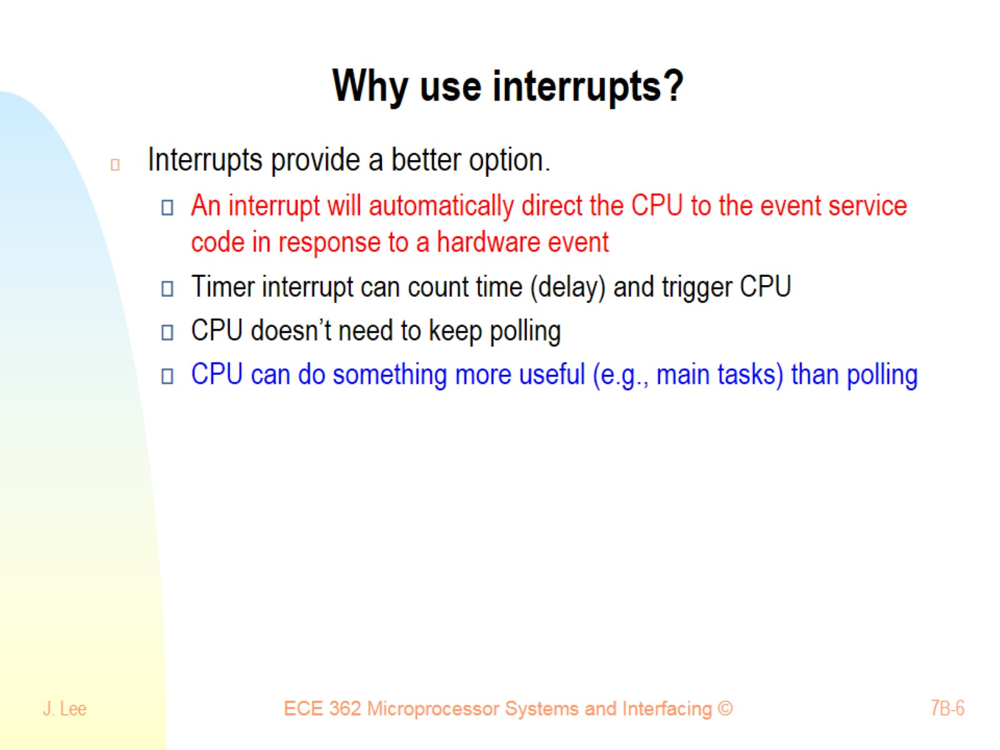 Why use interrupts?
Interrupts provide a better option.
An interrupt will automatically direct the CPU to the event service
code in response to a hardware event
Timer interrupt can count time (delay) and trigger CPU
CPU doesn’t need to keep polling
CPU can do something more useful (e.g., main tasks) than polling
J. Lee
ECE 362 Microprocessor Systems and Interfacing ©
7B-6